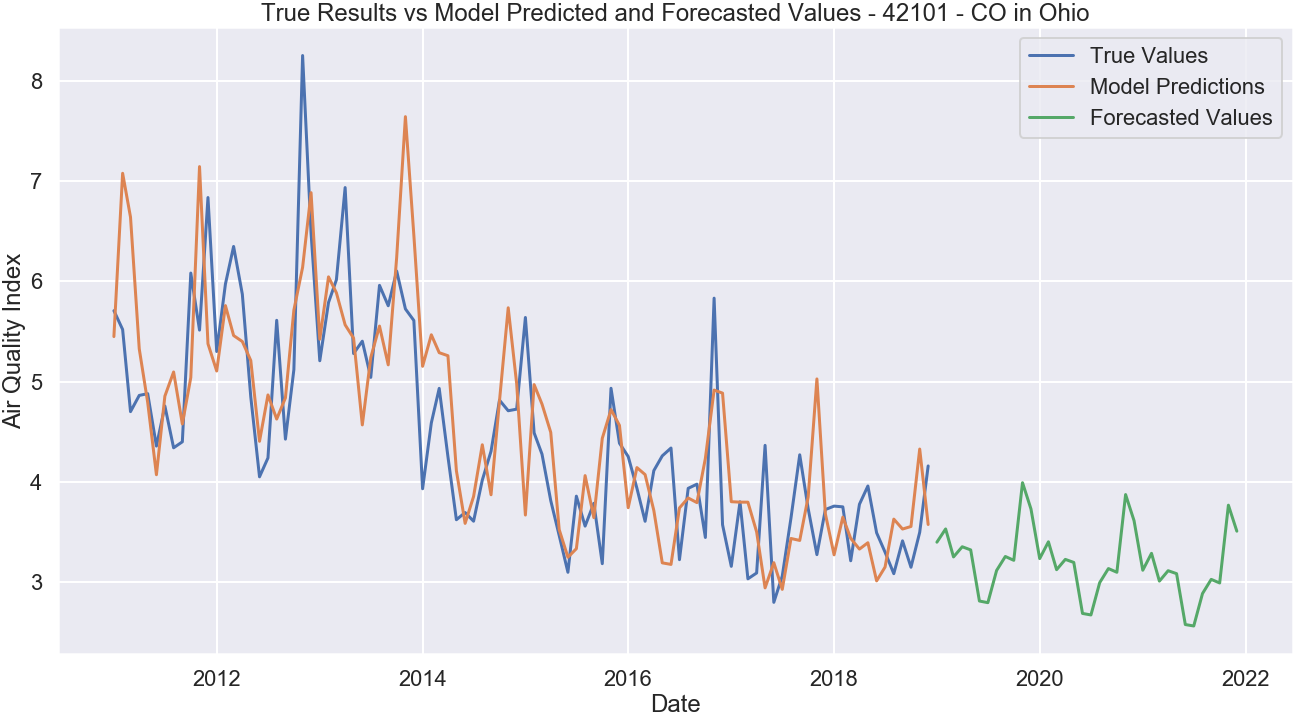 True Results vs Model Predicted and Forecasted Values - 42101 - CO in Ohio
True Values
Model Predictions
Forecasted Values
Air Quality Index
8
7
6
5
4
3
2012
2014
2016
2018
2020
2022
Date